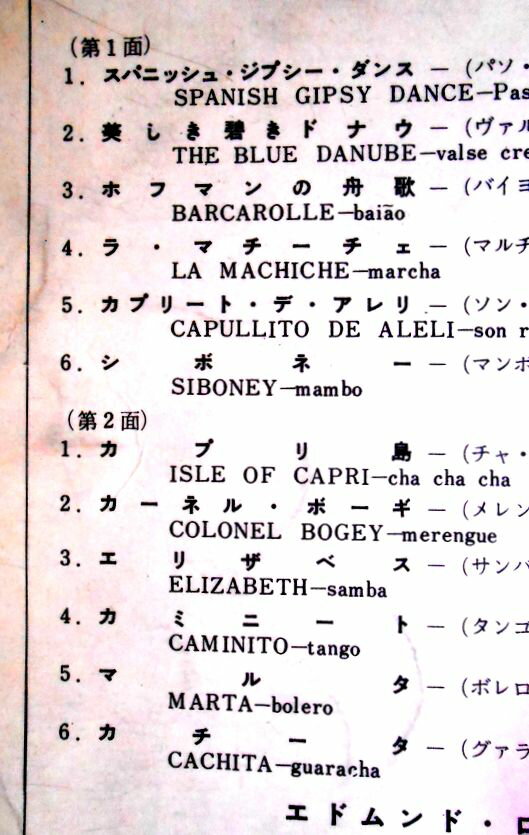 (第1面)
1. スパニッシュ・ジプシー・ダンス — (パソ・
SPANISH GIPSY DANCE—Pas
2. 美しき碧きドナウ — (ヴァル
THE BLUE DANUBE—valse cre
3. ホフマンの舟歌 — (バイヨ
BARCAROLLE—baião
4. ラ・マチーチェ — (マルチ
LA MACHICHE—marcha
5. カプリート・デ・アレリ — (ソン・
CAPULLITO DE ALELI—son r
6. シボネー — (マンボ
SIBONEY—mambo
(第2面)
1. カプリ島 — (チャ・
ISLE OF CAPRI—cha cha cha
2. カーネル・ボーギ — (メレン
COLONEL BOGEY—merengue
3. エリザベス — (サンバ
ELIZABETH—samba
4. カミニート — (タンゴ
CAMINITO—tango
5. マルタ — (ボレロ
MARTA—bolero
6. カチータ — (グァラ
CACHITA—guaracha
エドムンド・ロ